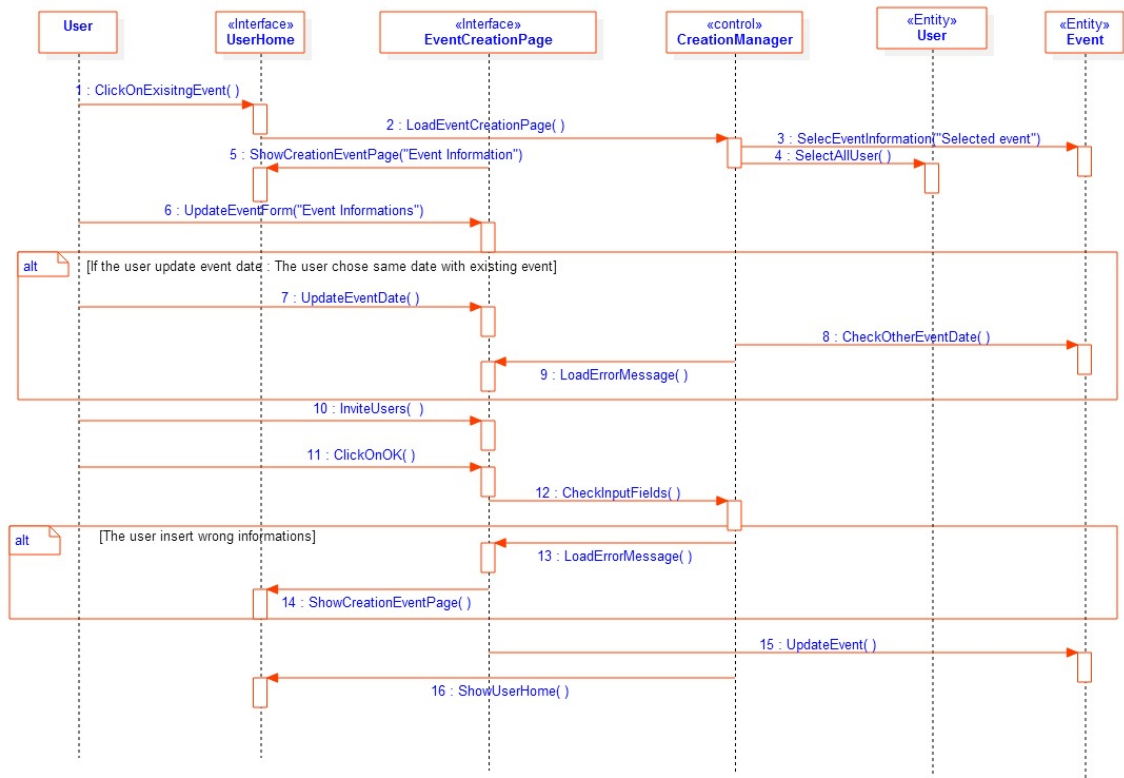 User
«Interface»
UserHome
«Interface»
EventCreationPage
«control»
CreationManager
«Entity»
User
«Entity»
Event
1 : ClickOnExisitngEvent( )
2 : LoadEventCreationPage( )
3 : SelecEventInformation("Selected event")
4 : SelectAllUser( )
5 : ShowCreationEventPage("Event Information")
6 : UpdateEventForm("Event Informations")
alt
[If the user update event date : The user chose same date with existing event]
7 : UpdateEventDate( )
8 : CheckOtherEventDate( )
9 : LoadErrorMessage( )
10 : InviteUsers(  )
11 : ClickOnOK( )
12 : CheckInputFields( )
alt
[The user insert wrong informations]
13 : LoadErrorMessage( )
14 : ShowCreationEventPage( )
15 : UpdateEvent( )
16 : ShowUserHome( )